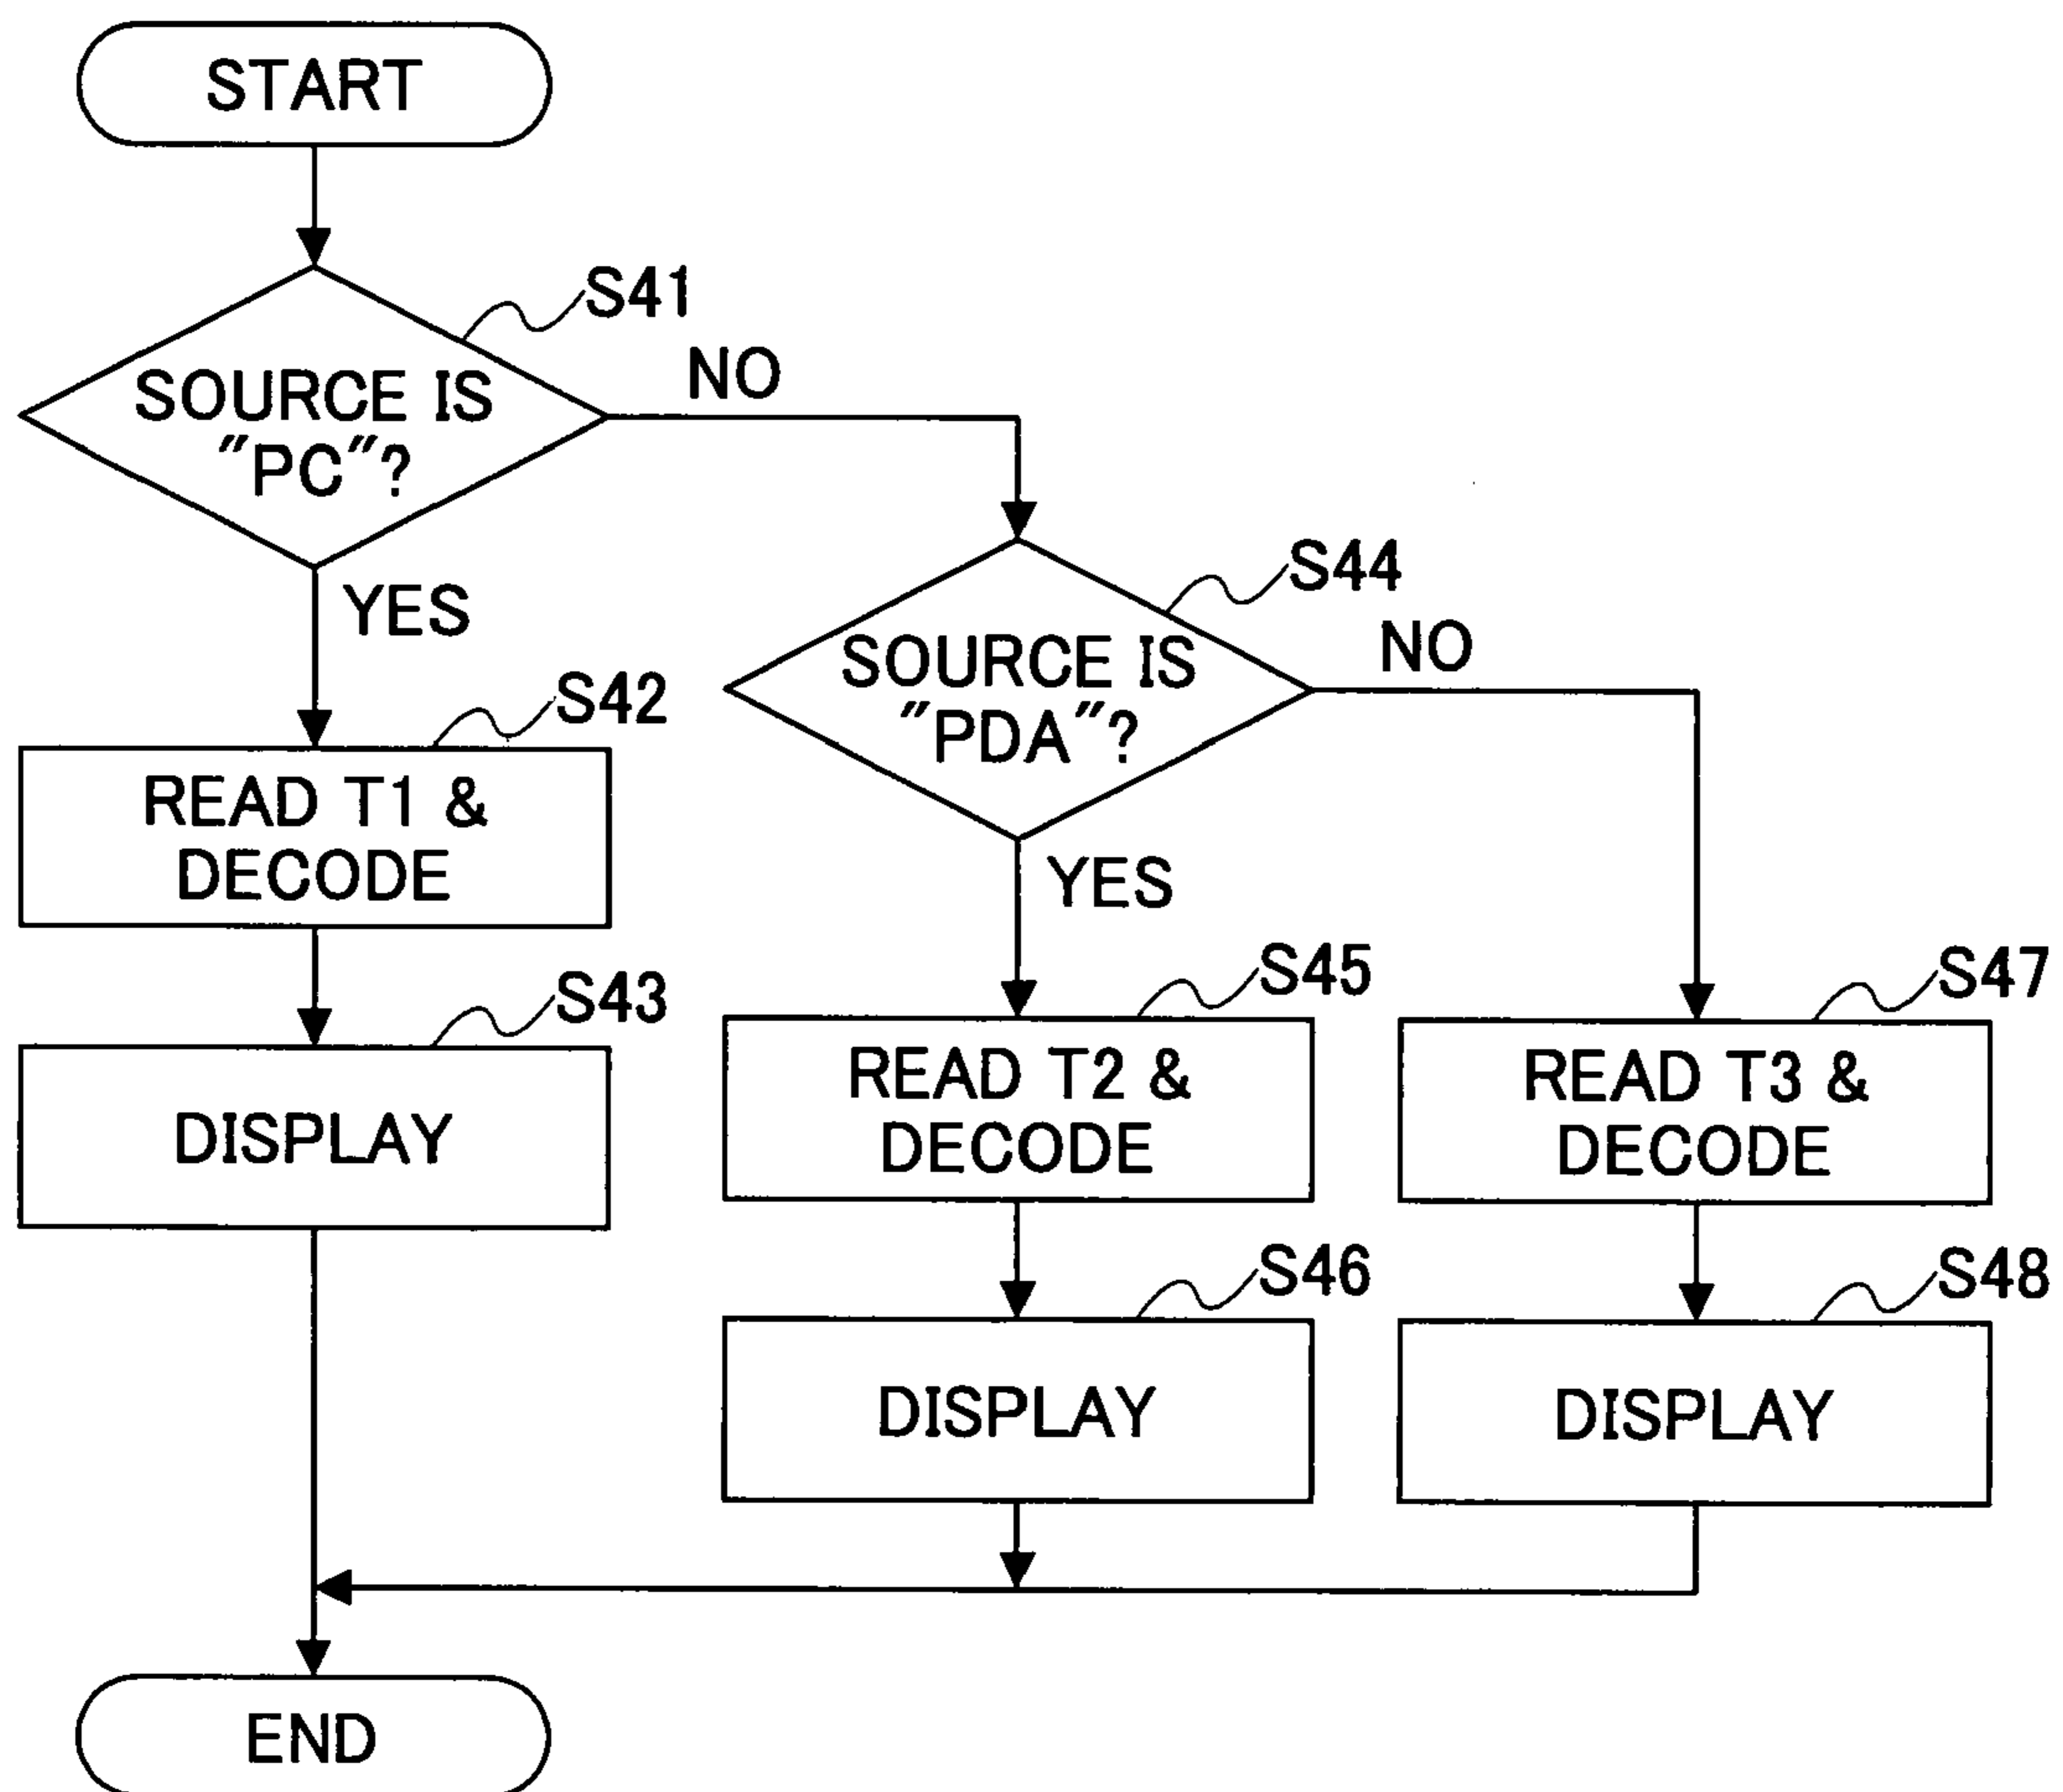 START
S41
SOURCE IS
"PC"?
NO
YES
S44
SOURCE IS
"PDA"?
NO
YES
S42
READ T1 &
DECODE
S43
DISPLAY
S45
READ T2 &
DECODE
S46
DISPLAY
S47
READ T3 &
DECODE
S48
DISPLAY
END